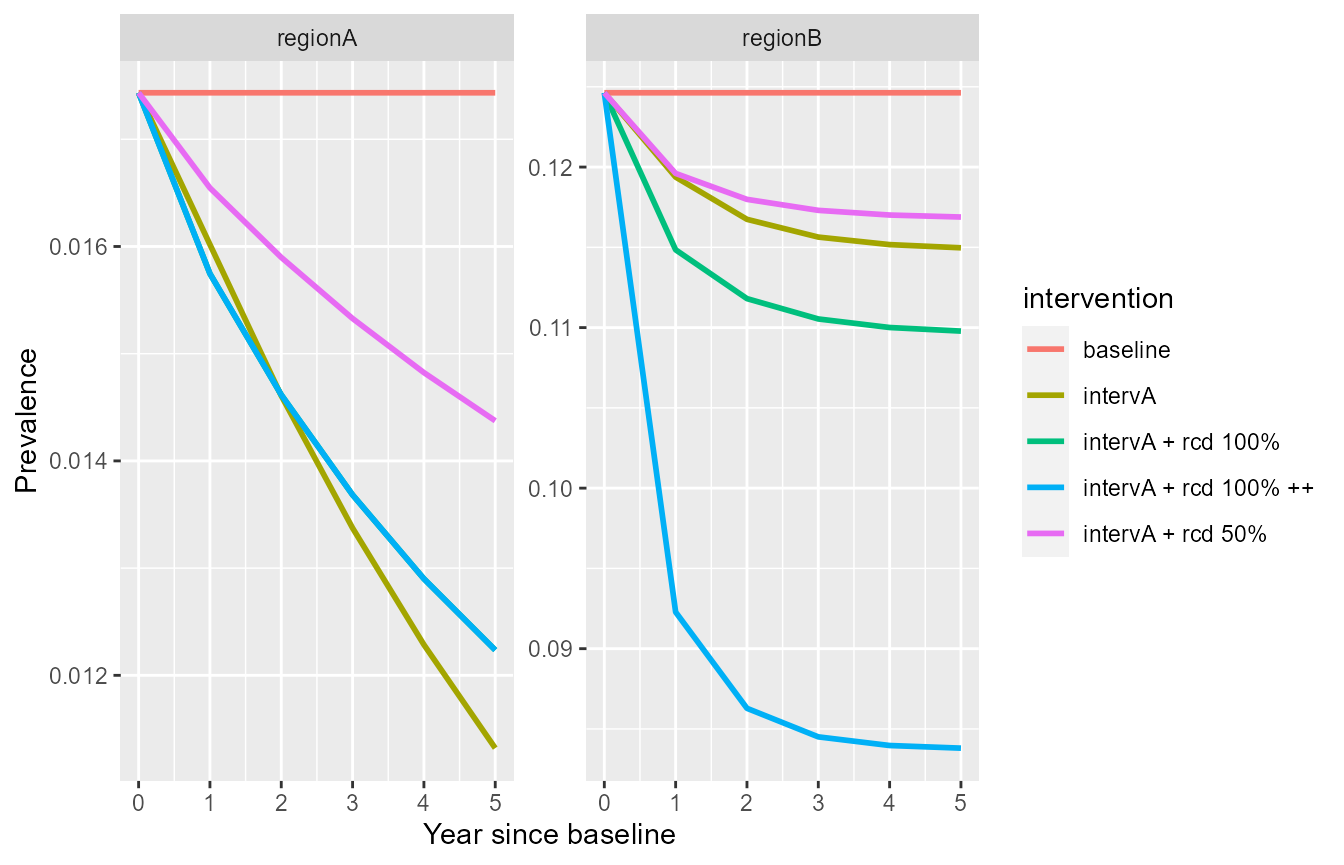 regionA
regionB
Prevalence
0.016
0.014
0.012
0 1 2 3 4 5
0.12
0.11
0.10
0.09
0 1 2 3 4 5
Year since baseline
intervention
baseline
intervA
intervA + rcd 100%
intervA + rcd 100% ++
intervA + rcd 50%